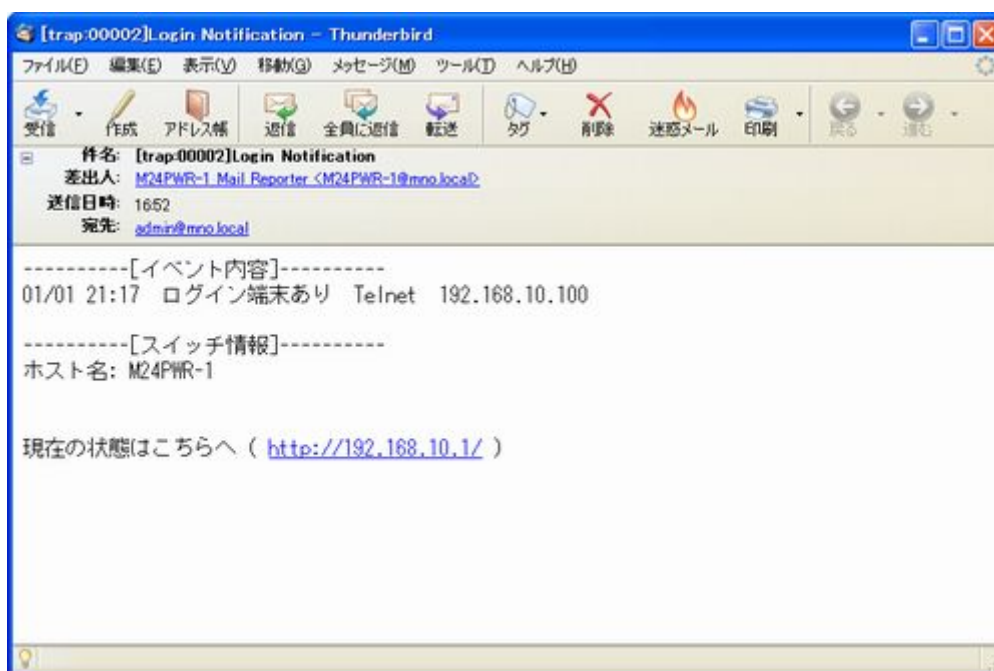 [trap:00002]Login Notification - Thunderbird
ファイル(F) 編集(E) 表示(V) 移動(G) メッセージ(M) ツール(T) ヘルプ(H)
受信 作成 アドレス帳 返信 全員に返信 転送 タグ 削除 迷惑メール 印刷 戻る 進む
件名: [trap:00002]Login Notification
差出人: M24PWR-1 Mail Reporter <M24PWR-1@mno.local>
送信日時: 16:52
宛先: admin@mno.local
----------[イベント内容]----------
01/01 21:17 ログイン端末あり Telnet 192.168.10.100
----------[スイッチ情報]----------
ホスト名: M24PWR-1
現在の状態はこちらへ ( http://192.168.10.1/ )